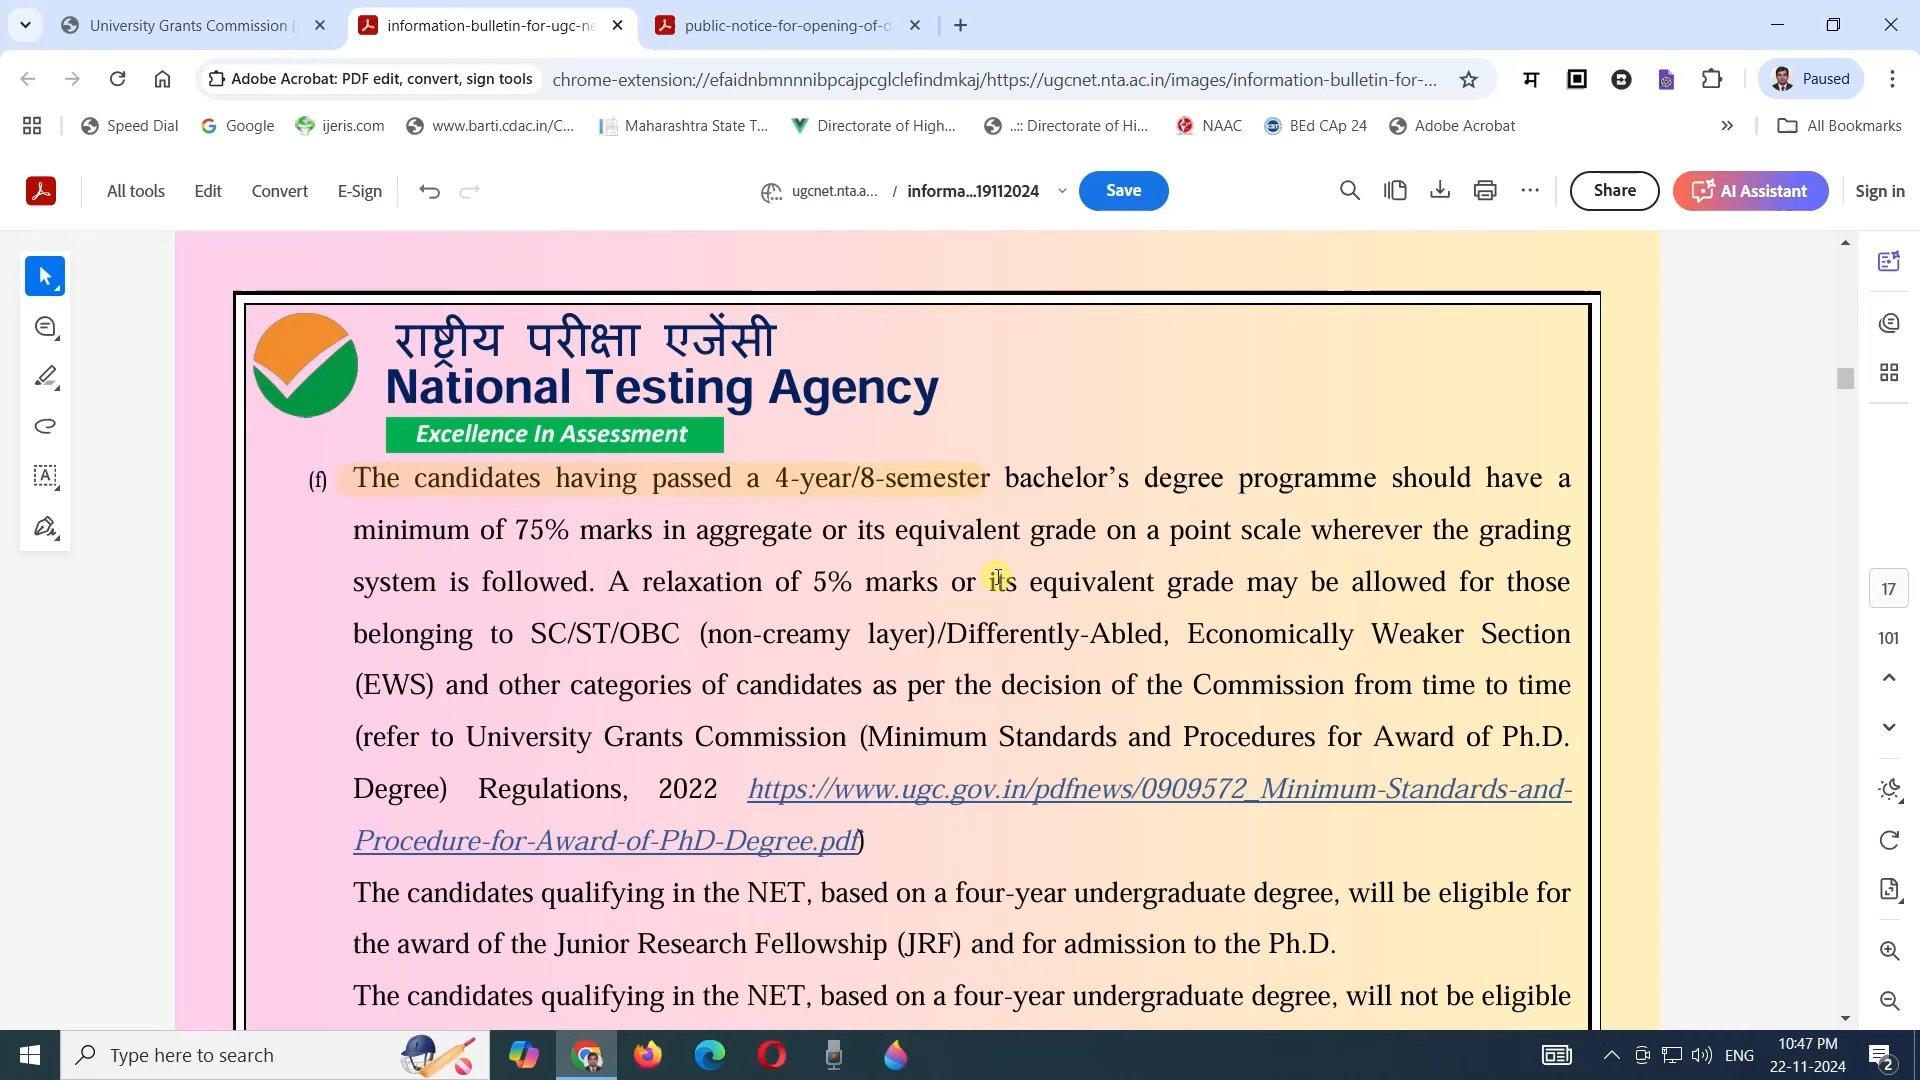 University Grants Commission (
information-bulletin-for-ugc-ne
public-notice-for-opening-of-o
Adobe Acrobat: PDF edit, convert, sign tools
chrome-extension://efaidnbmnnnibpcajpcglclefindmkaj/https://ugcnet.nta.ac.in/images/information-bulletin-for-...
म
Paused
Speed Dial
Google
ijeris.com
www.barti.cdac.in/C...
Maharashtra State T...
Directorate of High...
..:: Directorate of Hi...
NAAC
BEd CAp 24
Adobe Acrobat
All Bookmarks
All tools
Edit
Convert
E-Sign
ugcnet.nta.a... / informa...19112024
Save
Share
AI Assistant
Sign in
राष्ट्रीय परीक्षा एजेंसी
National Testing Agency
Excellence In Assessment
(f) The candidates having passed a 4-year/8-semester bachelor’s degree programme should have a
minimum of 75% marks in aggregate or its equivalent grade on a point scale wherever the grading
system is followed. A relaxation of 5% marks or its equivalent grade may be allowed for those
belonging to SC/ST/OBC (non-creamy layer)/Differently-Abled, Economically Weaker Section
(EWS) and other categories of candidates as per the decision of the Commission from time to time
(refer to University Grants Commission (Minimum Standards and Procedures for Award of Ph.D.
Degree) Regulations, 2022 https://www.ugc.gov.in/pdfnews/0909572_Minimum-Standards-and-
Procedure-for-Award-of-PhD-Degree.pdf)
The candidates qualifying in the NET, based on a four-year undergraduate degree, will be eligible for
the award of the Junior Research Fellowship (JRF) and for admission to the Ph.D.
The candidates qualifying in the NET, based on a four-year undergraduate degree, will not be eligible
17
101
Type here to search
ENG
10:47 PM
22-11-2024
2